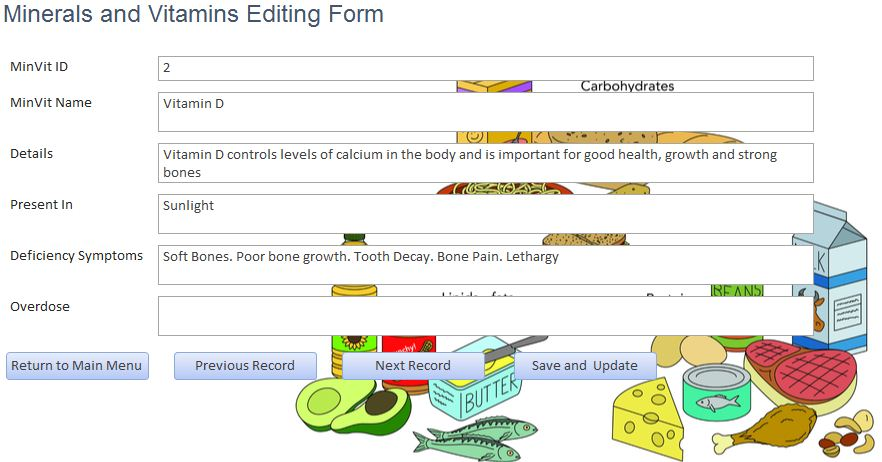 Minerals and Vitamins Editing Form
MinVit ID
2
Carbohydrates
MinVit Name
Vitamin D
Details
Vitamin D controls levels of calcium in the body and is important for good health, growth and strong
bones
Present In
Sunlight
Deficiency Symptoms
Soft Bones. Poor bone growth. Tooth Decay. Bone Pain. Lethargy
BEANS
Overdose
Return to Main Menu
Previous Record
Next Record
Save and Update
BUTTER